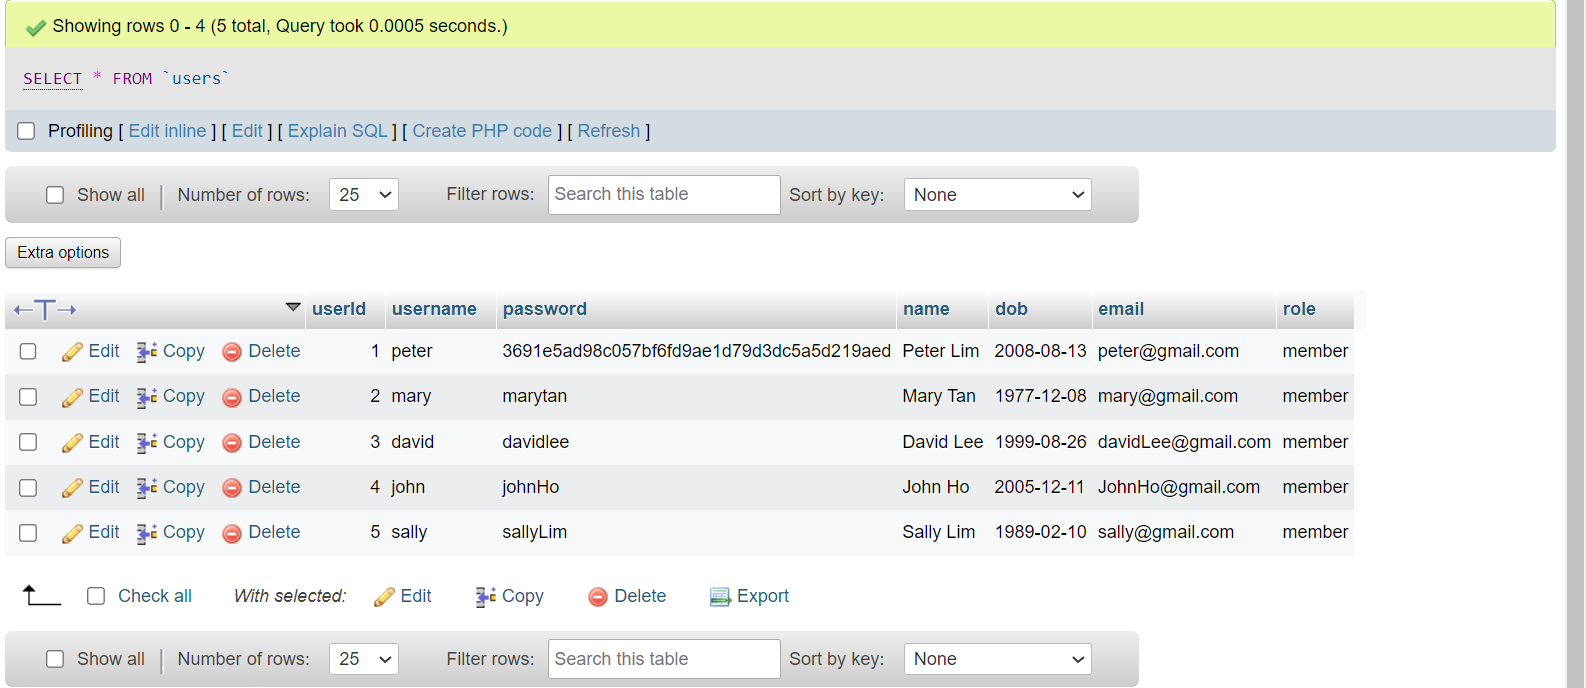 Showing rows 0 - 4 (5 total, Query took 0.0005 seconds.)
SELECT * FROM `users`
Profiling [ Edit inline ] [ Edit ] [ Explain SQL ] [ Create PHP code ] [ Refresh ]
Show all | Number of rows: 25 Filter rows: Search this table Sort by key: None
Extra options
userId username password name dob email role
Edit Copy Delete 1 peter 3691e5ad98c057bf6fd9ae1d79d3dc5a5d219aed Peter Lim 2008-08-13 peter@gmail.com member
Edit Copy Delete 2 mary marytan Mary Tan 1977-12-08 mary@gmail.com member
Edit Copy Delete 3 david davidlee David Lee 1999-08-26 davidLee@gmail.com member
Edit Copy Delete 4 john johnHo John Ho 2005-12-11 JohnHo@gmail.com member
Edit Copy Delete 5 sally sallyLim Sally Lim 1989-02-10 sally@gmail.com member
Check all With selected: Edit Copy Delete Export
Show all | Number of rows: 25 Filter rows: Search this table Sort by key: None